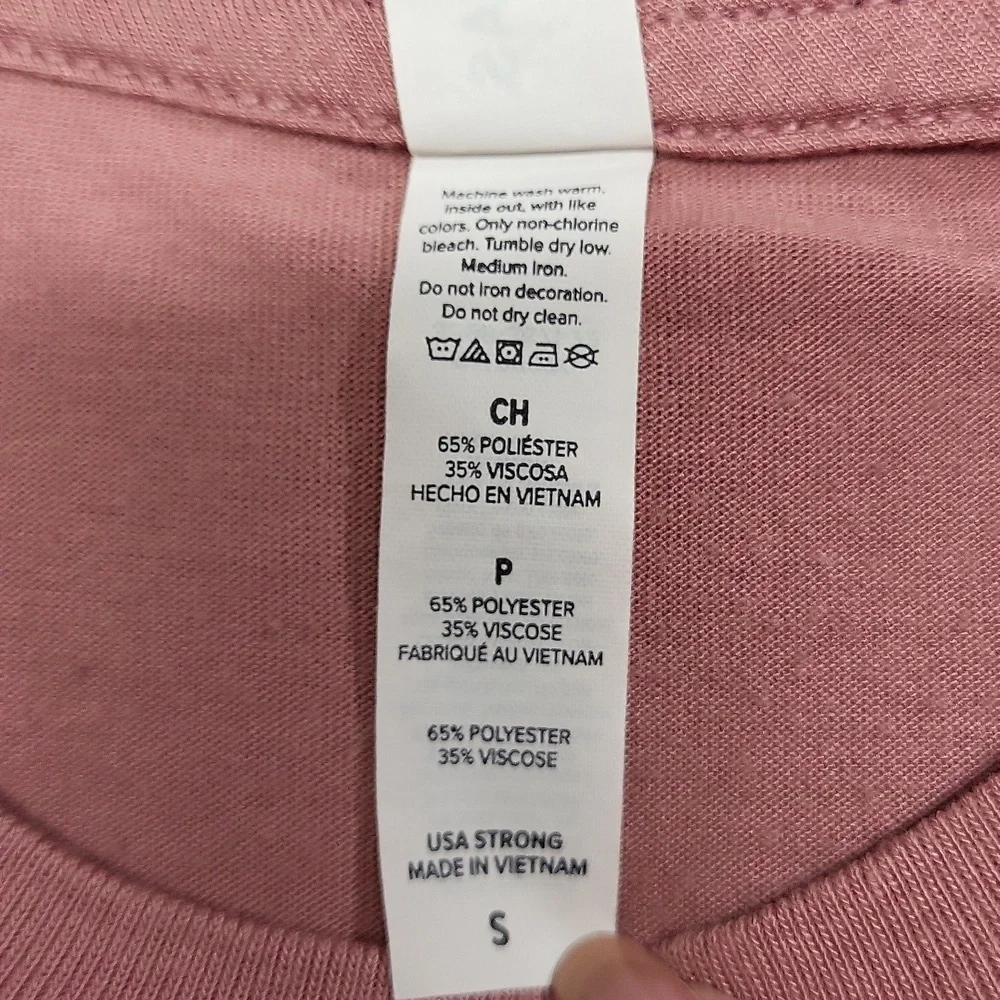 Machine wash warm,
inside out, with like
colors. Only non-chlorine
bleach. Tumble dry low.
Medium iron.
Do not iron decoration.
Do not dry clean.
CH
65% POLIÉSTER
35% VISCOSA
HECHO EN VIETNAM
P
65% POLYESTER
35% VISCOSE
FABRIQUÉ AU VIETNAM
65% POLYESTER
35% VISCOSE
USA STRONG
MADE IN VIETNAM
S